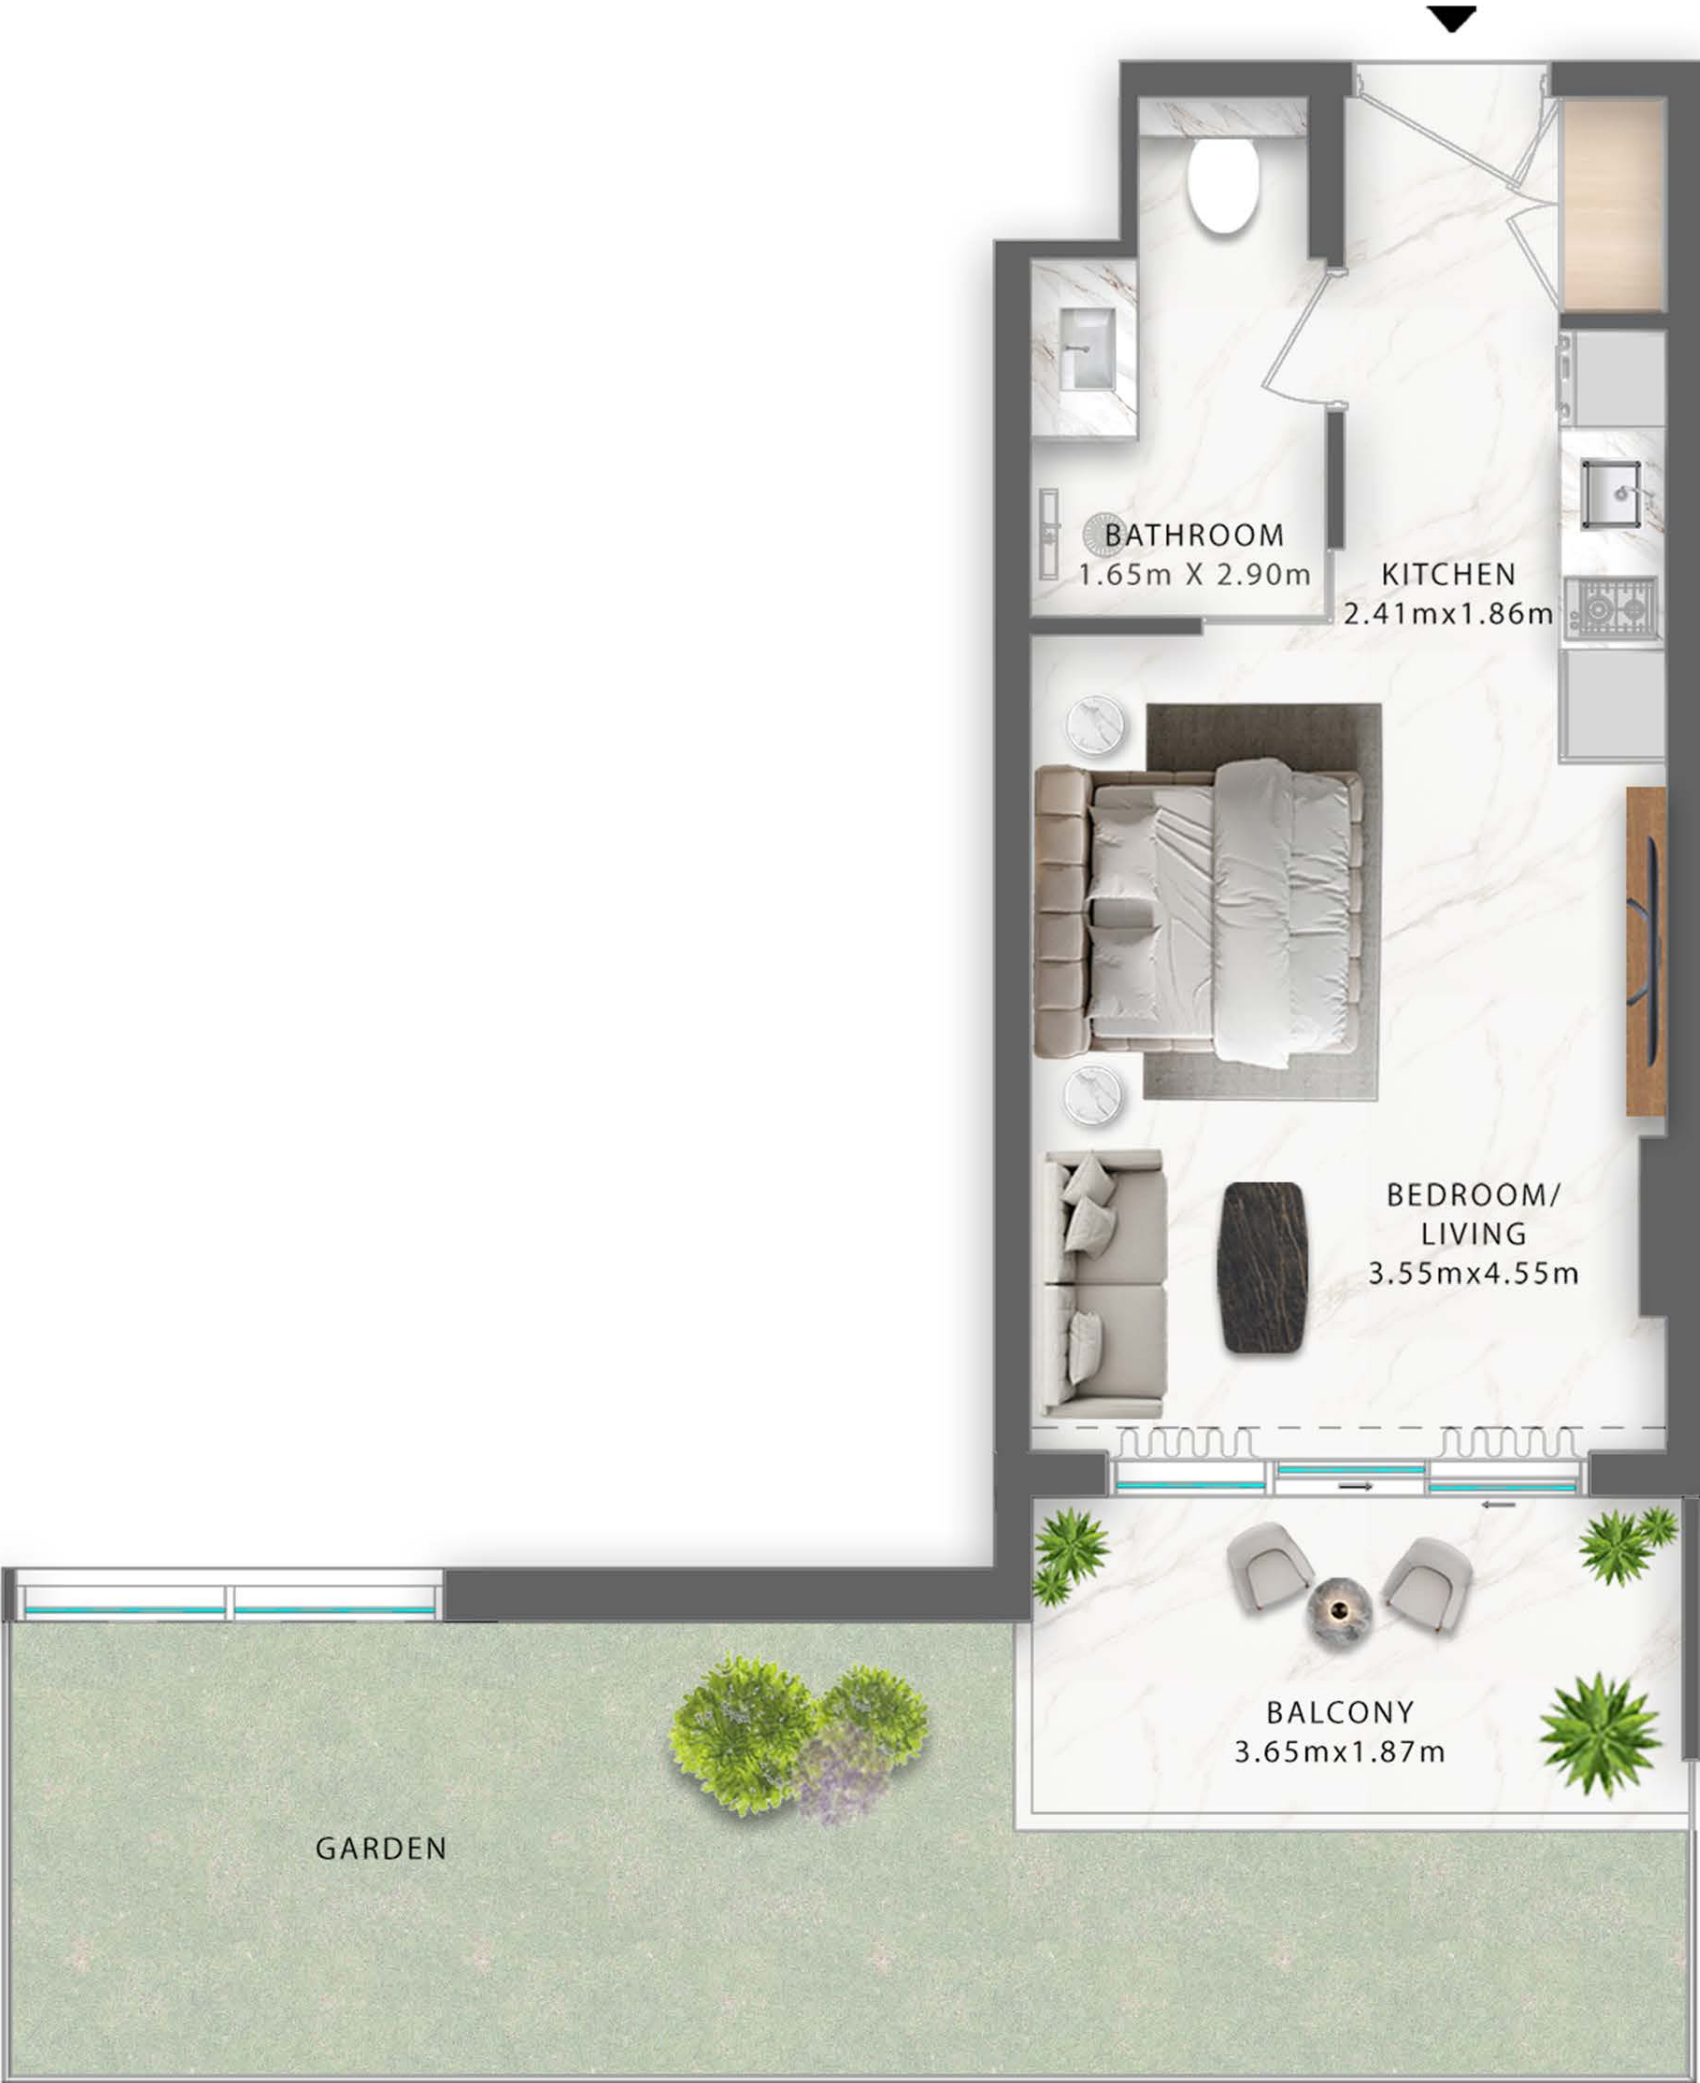 BATHROOM
1.65m X 2.90m
KITCHEN
2.41mx1.86m
BEDROOM/
LIVING
3.55mx4.55m
BALCONY
3.65mx1.87m
GARDEN